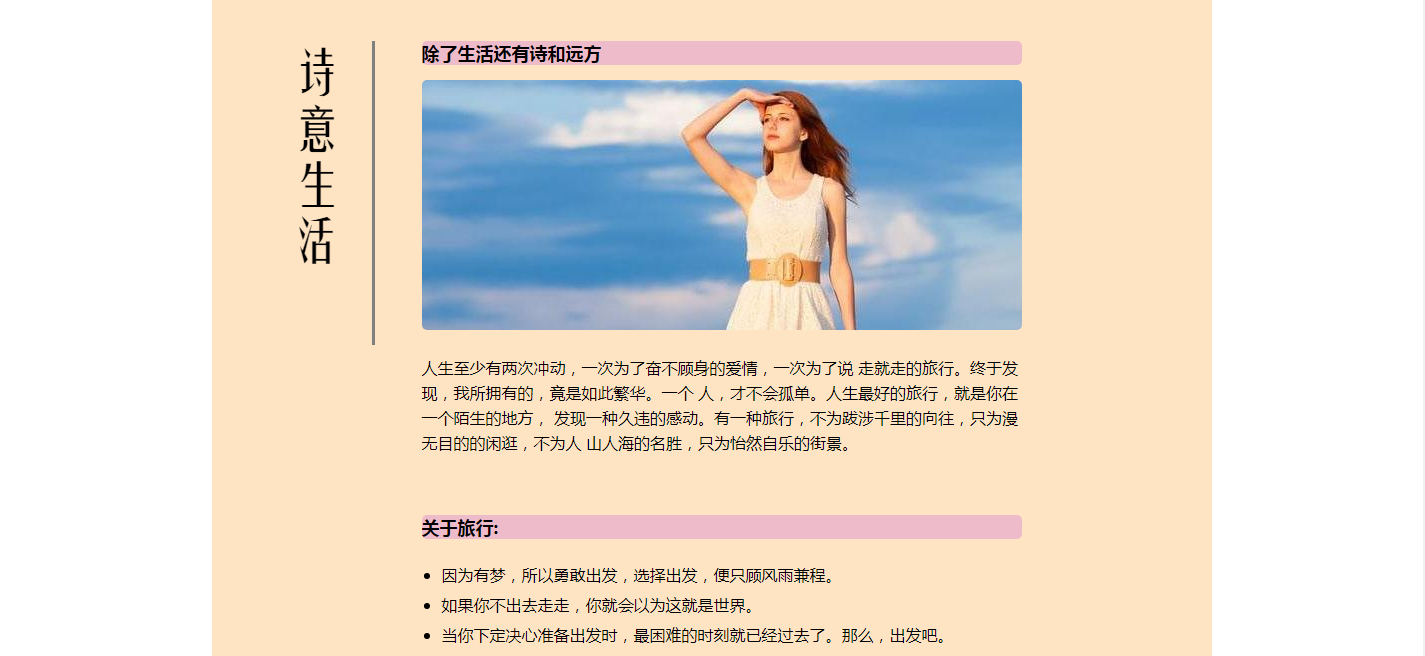 诗意生活
除了生活还有诗和远方
人生至少有两次冲动，一次为了奋不顾身的爱情，一次为了说 走就走的旅行。终于发
现，我所拥有的，竟是如此繁华。一个 人，才不会孤单。人生最好的旅行，就是你在
一个陌生的地方， 发现一种久违的感动。有一种旅行，不为跋涉千里的向往，只为漫
无目的的闲逛，不为人 山人海的名胜，只为怡然自乐的街景。
关于旅行:
• 因为有梦，所以勇敢出发，选择出发，便只顾风雨兼程。
• 如果你不出去走走，你就会以为这就是世界。
• 当你下定决心准备出发时，最困难的时刻就已经过去了。那么，出发吧。